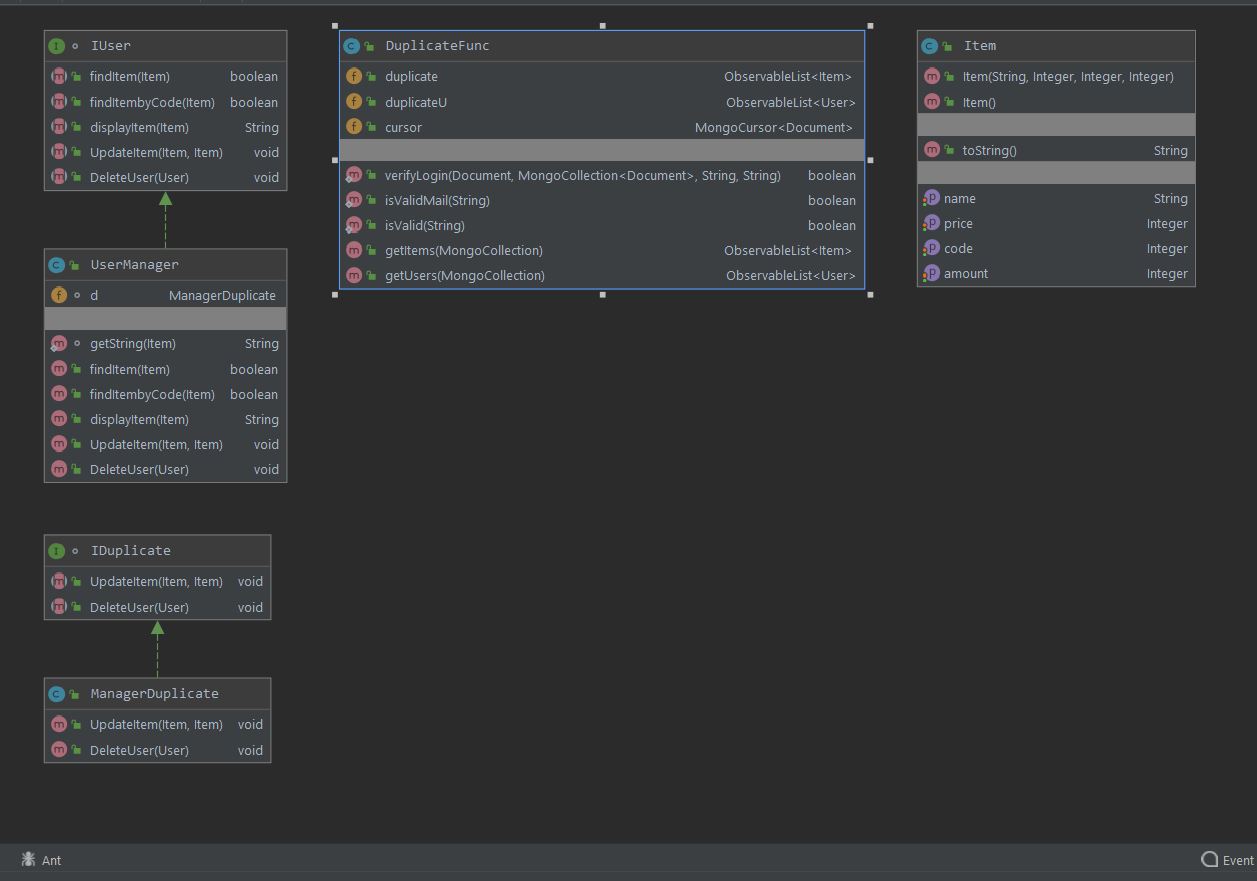 IUser
findItem(Item) boolean
findItembyCode(Item) boolean
displayItem(Item) String
UpdateItem(Item, Item) void
DeleteUser(User) void
UserManager
d ManagerDuplicate
getString(Item) String
findItem(Item) boolean
findItembyCode(Item) boolean
displayItem(Item) String
UpdateItem(Item, Item) void
DeleteUser(User) void
IDuplicate
UpdateItem(Item, Item) void
DeleteUser(User) void
ManagerDuplicate
UpdateItem(Item, Item) void
DeleteUser(User) void
DuplicateFunc
duplicate ObservableList<Item>
duplicateU ObservableList<User>
cursor MongoCursor<Document>
verifyLogin(Document, MongoCollection<Document>, String, String) boolean
isValidMail(String) boolean
isValid(String) boolean
getItems(MongoCollection) ObservableList<Item>
getUsers(MongoCollection) ObservableList<User>
Item
Item(String, Integer, Integer, Integer)
Item()
toString() String
name String
price Integer
code Integer
amount Integer
Ant
Event